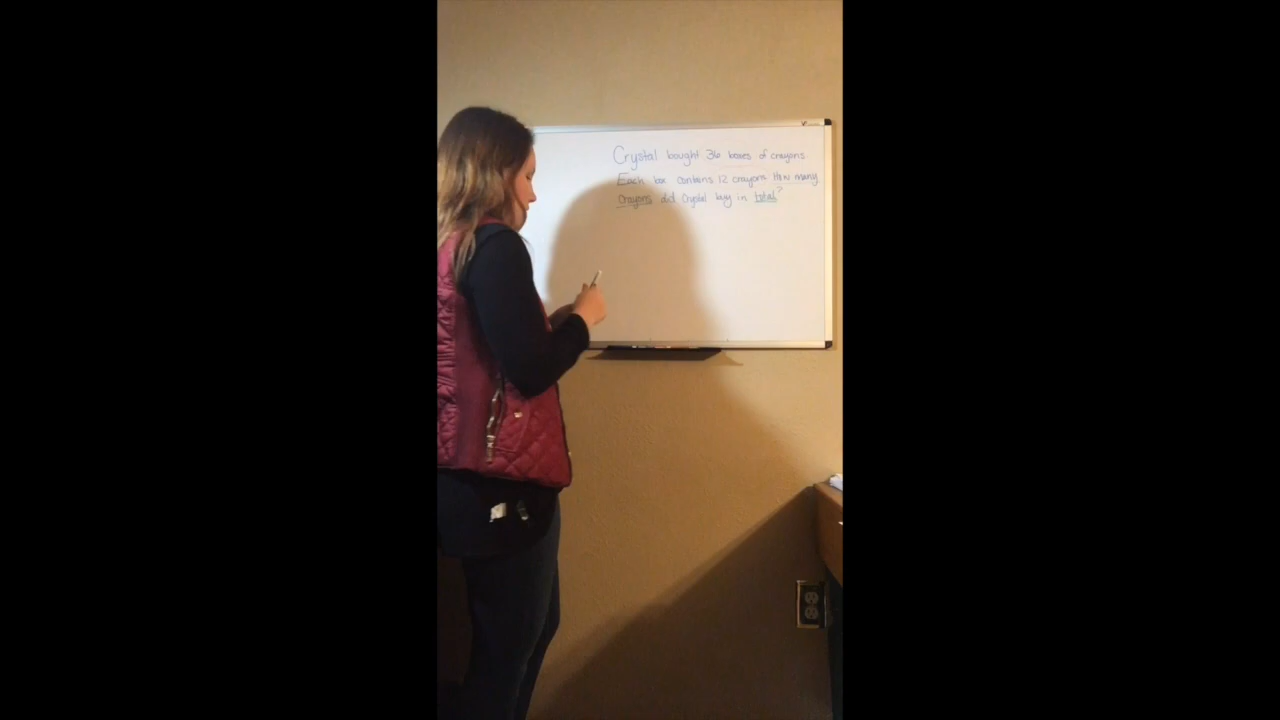 Crystal bought 36 boxes of crayons
Each box contains 12 crayons How many
crayons did Crystal buy in total?